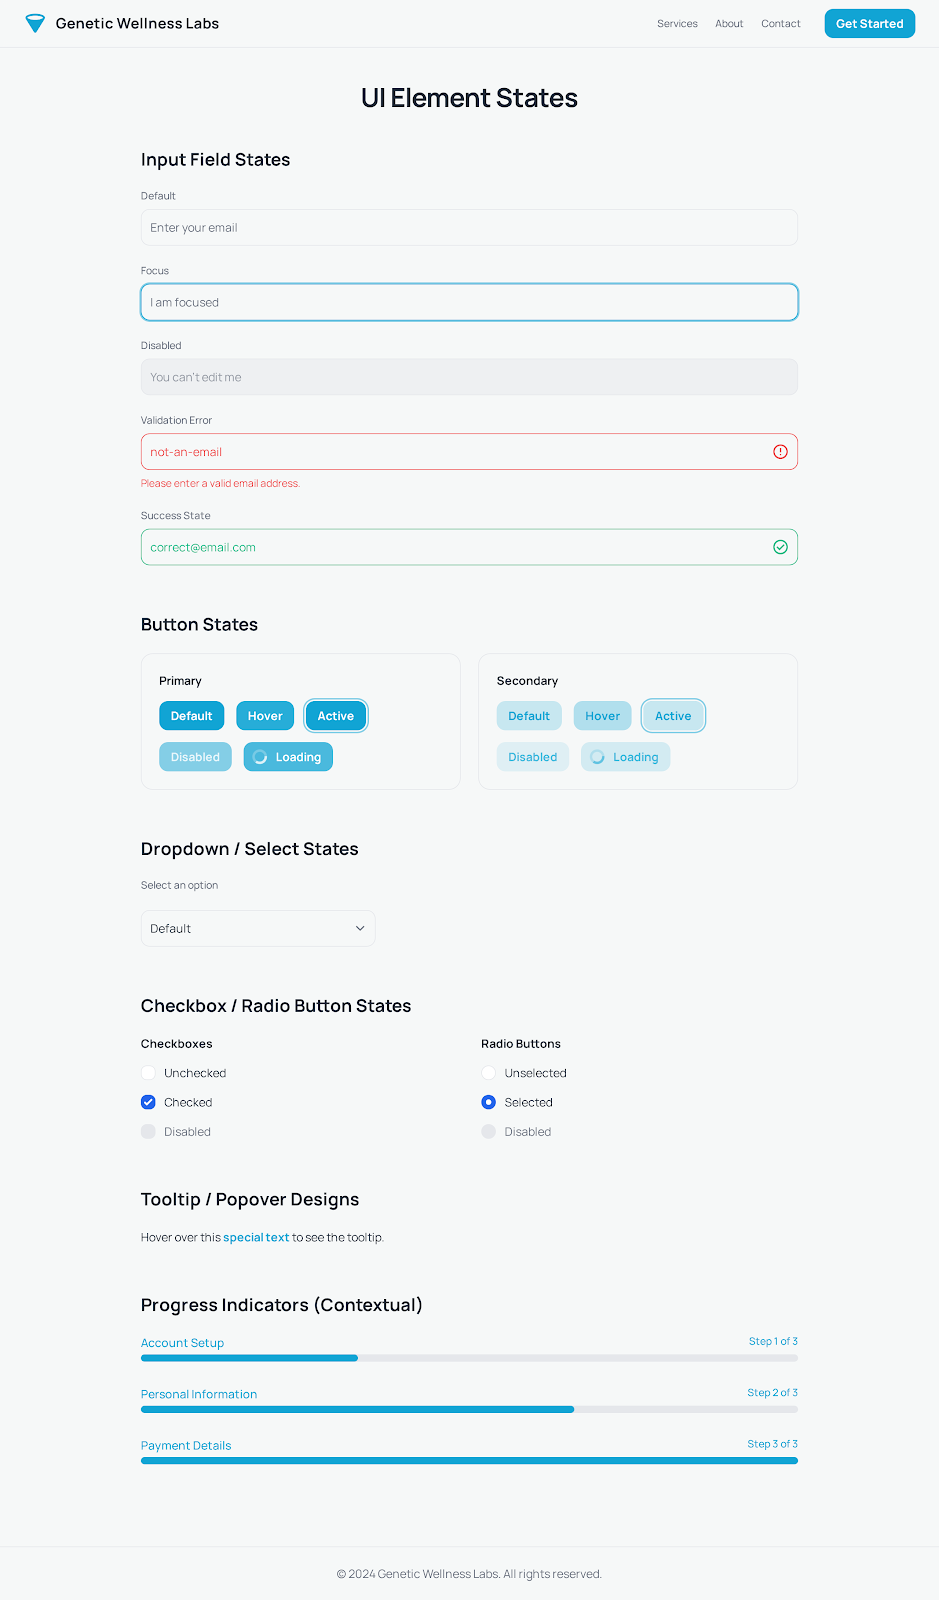 Genetic Wellness Labs
Services
About
Contact
Get Started
UI Element States
Input Field States
Default
Enter your email
Focus
I am focused
Disabled
You can't edit me
Validation Error
not-an-email
Please enter a valid email address.
Success State
correct@email.com
Button States
Primary
Default
Hover
Active
Disabled
Loading
Secondary
Default
Hover
Active
Disabled
Loading
Dropdown / Select States
Select an option
Default
Checkbox / Radio Button States
Checkboxes
Unchecked
Checked
Disabled
Radio Buttons
Unselected
Selected
Disabled
Tooltip / Popover Designs
Hover over this special text to see the tooltip.
Progress Indicators (Contextual)
Account Setup
Step 1 of 3
Personal Information
Step 2 of 3
Payment Details
Step 3 of 3
© 2024 Genetic Wellness Labs. All rights reserved.